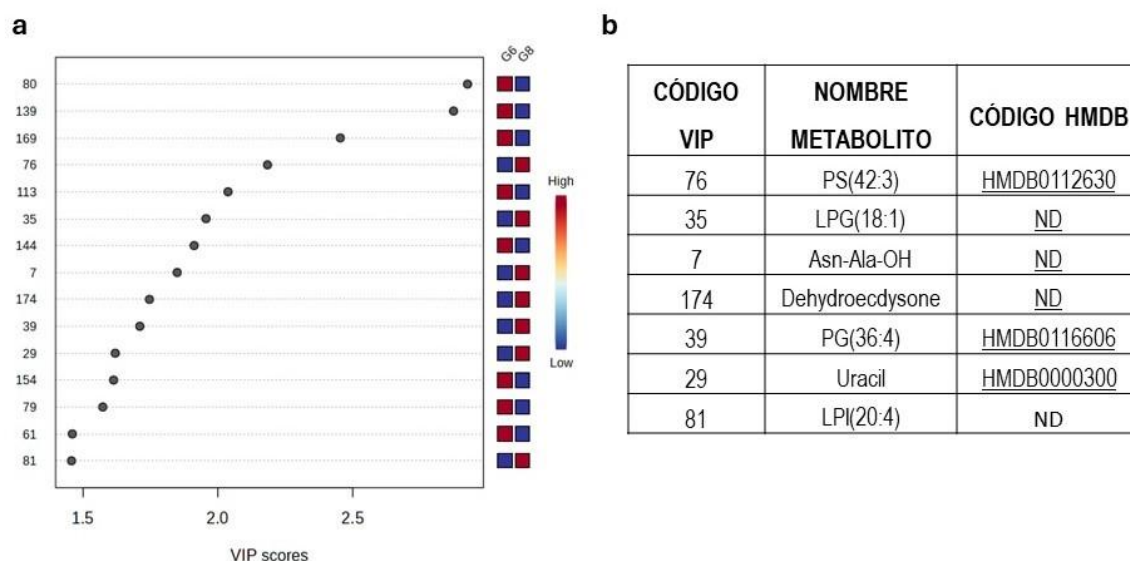 a
G6 G8
80
139
169
76
113
35
144
7
174
39
29
154
79
61
81
High
Low
1.5 2.0 2.5
VIP scores
b
CÓDIGO VIP NOMBRE METABOLITO CÓDIGO HMDB
76 PS(42:3) HMDB0112630
35 LPG(18:1) ND
7 Asn-Ala-OH ND
174 Dehydroecdysone ND
39 PG(36:4) HMDB0116606
29 Uracil HMDB0000300
81 LPI(20:4) ND